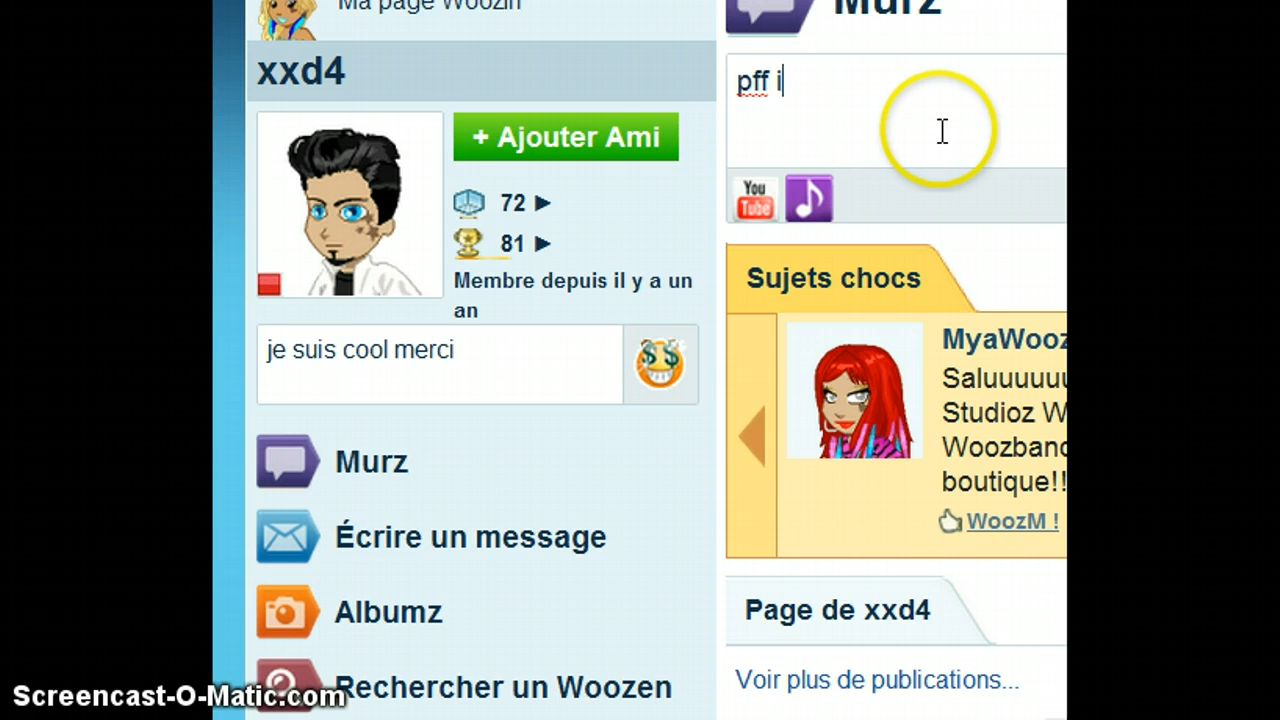 Ma page Woozin
xxd4
+ Ajouter Ami
72
81
Membre depuis il y a un
an
je suis cool merci
Murz
Écrire un message
Albumz
Rechercher un Woozen
Murz
pff i
You
Tube
Sujets chocs
MyaWooz
Saluuuuuu
Studioz W
Woozband
boutique!!
WoozM !
Page de xxd4
Voir plus de publications...
Screencast-O-Matic.com